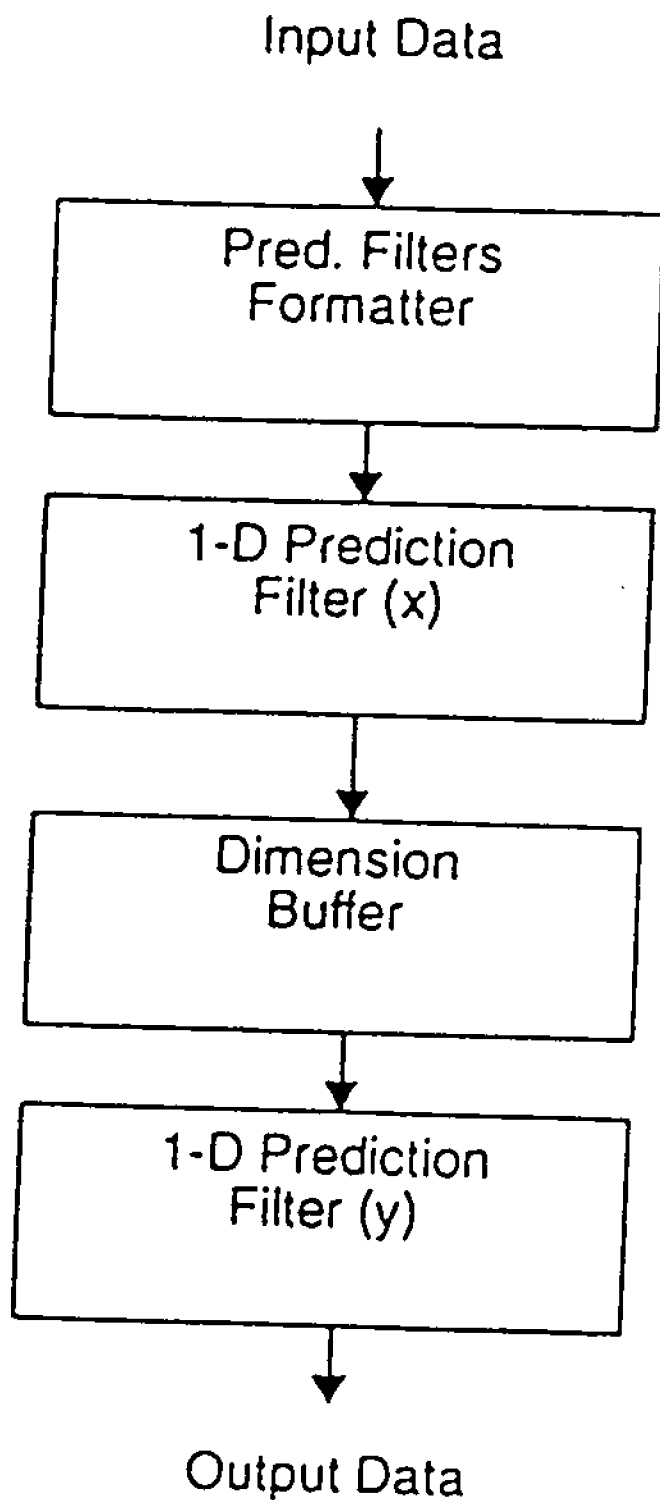 Input Data
Pred. Filters
Formatter
1-D Prediction
Filter (x)
Dimension
Buffer
1-D Prediction
Filter (y)
Output Data